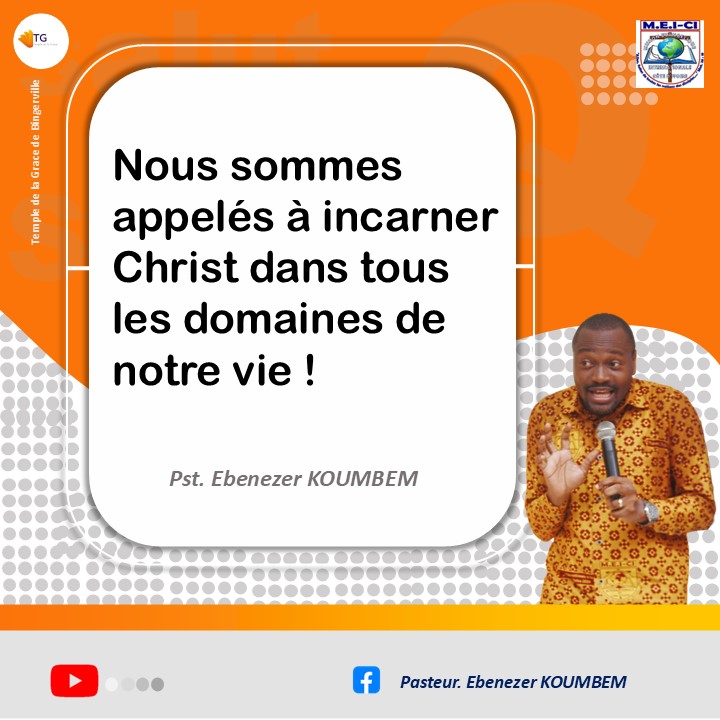 TG
Temple de la Grace de Bingerville
M.E.I-CI
INTERNATIONALE
Nous sommes
appelés à incarner
Christ dans tous
les domaines de
notre vie !
Pst. Ebenezer KOUMBEM
Pasteur. Ebenezer KOUMBEM